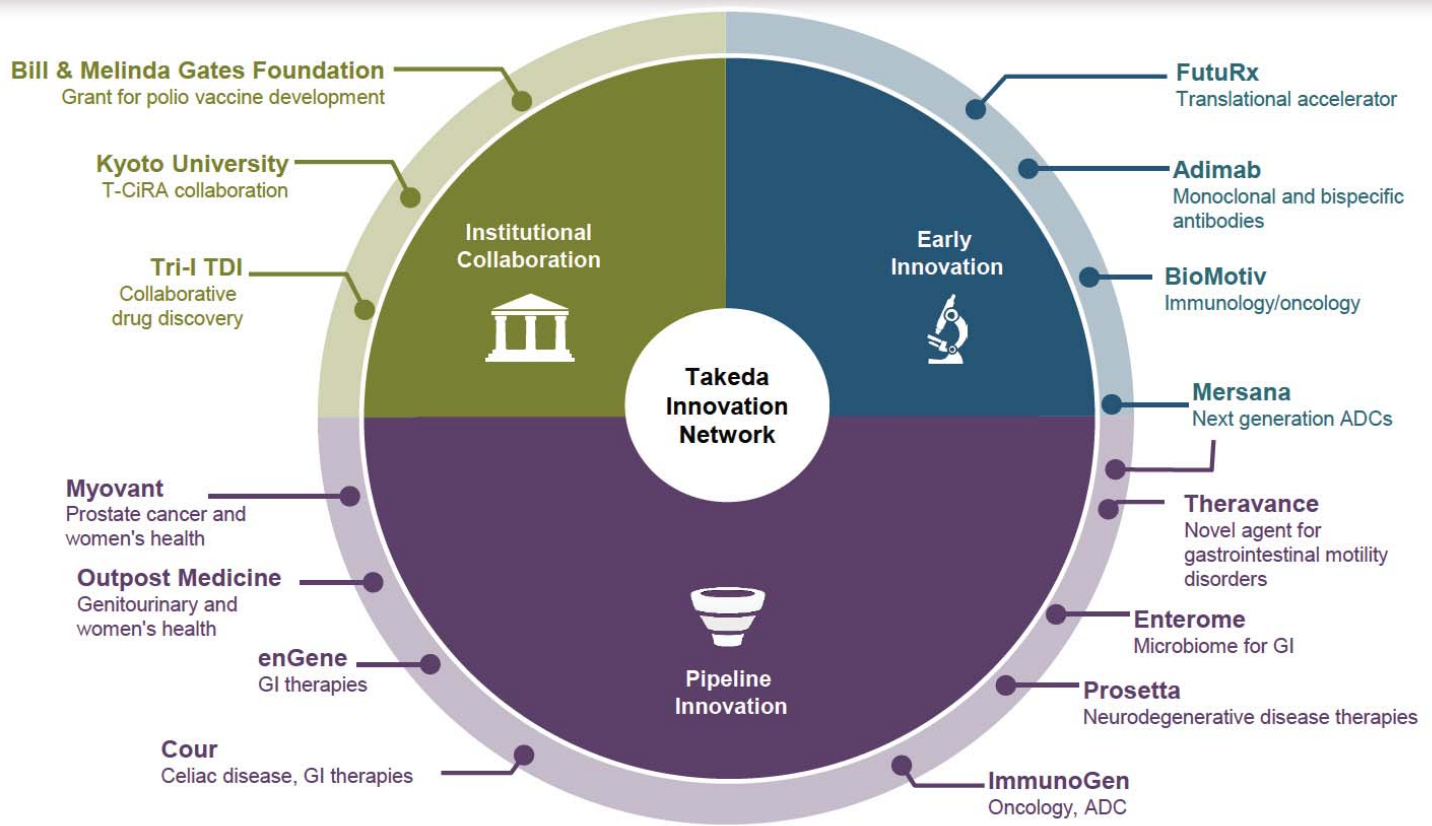 Bill & Melinda Gates Foundation
Grant for polio vaccine development
Kyoto University
T-CiRA collaboration
Tri-I TDI
Collaborative
drug discovery
Institutional
Collaboration
Early
Innovation
FutuRx
Translational accelerator
Adimab
Monoclonal and bispecific
antibodies
BioMotiv
Immunology/oncology
Mersana
Next generation ADCs
Takeda
Innovation
Network
Myovant
Prostate cancer and
women's health
Outpost Medicine
Genitourinary and
women's health
enGene
GI therapies
Cour
Celiac disease, GI therapies
Pipeline
Innovation
Theravance
Novel agent for
gastrointestinal motility
disorders
Enterome
Microbiome for GI
Prosetta
Neurodegenerative disease therapies
ImmunoGen
Oncology, ADC